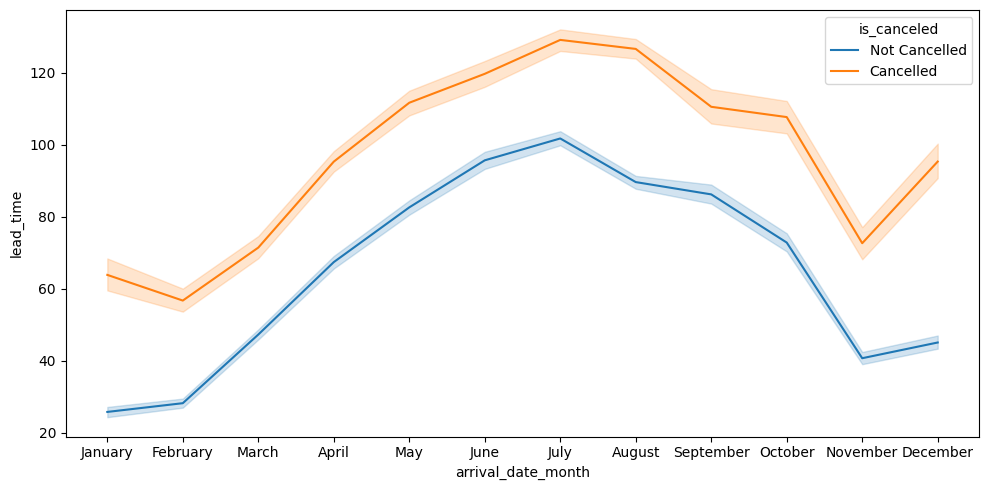 is_canceled
Not Cancelled
Cancelled
lead_time
120
100
80
60
40
20
January February March April May June July August September October November December
arrival_date_month